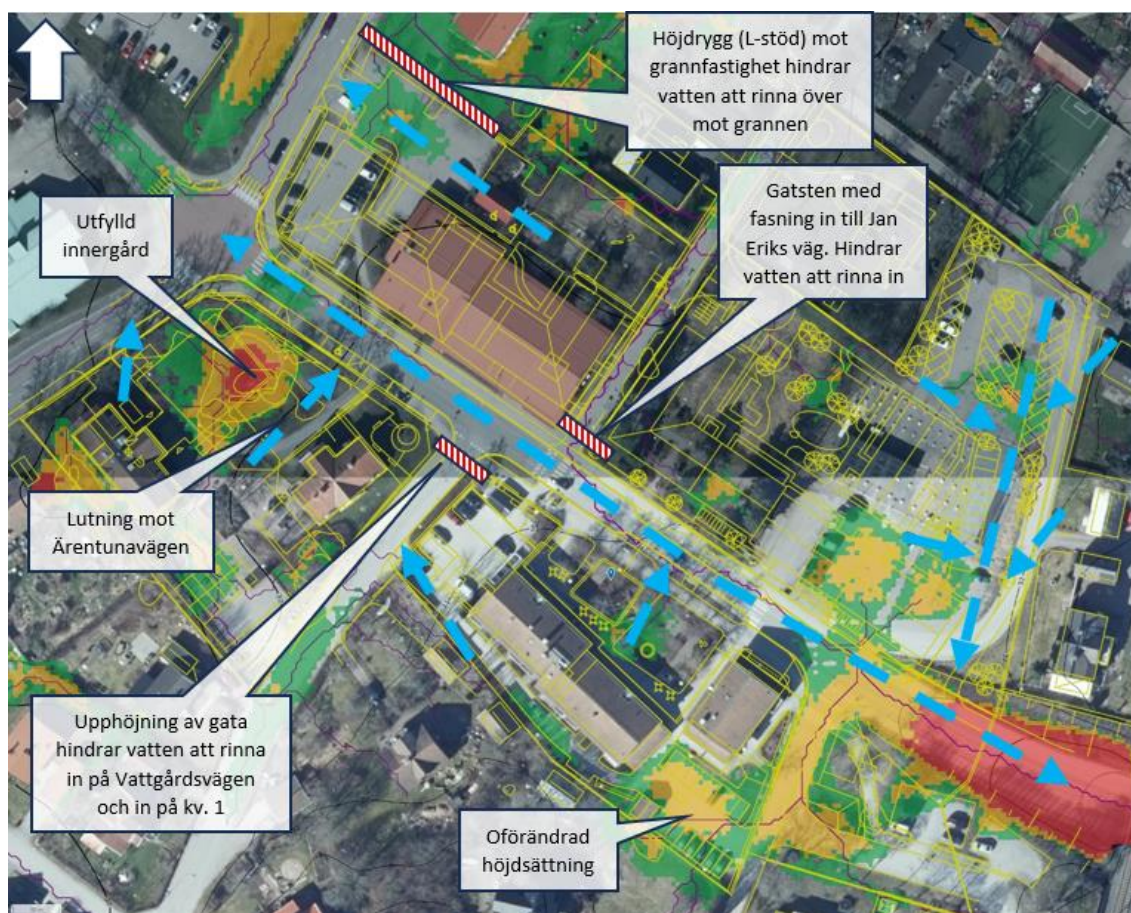 Höjdrygg (L-stöd) mot
grannfastighet hindrar
vatten att rinna över
mot grannen
Gatsten med
fasning in till Jan
Eriks väg. Hindrar
vatten att rinna in
Utfylld
innergård
Lutning mot
Ärentunavägen
Upphöjning av gata
hindrar vatten att rinna
in på Vattgårdsvägen
och in på kv. 1
Oförändrad
höjdsättning